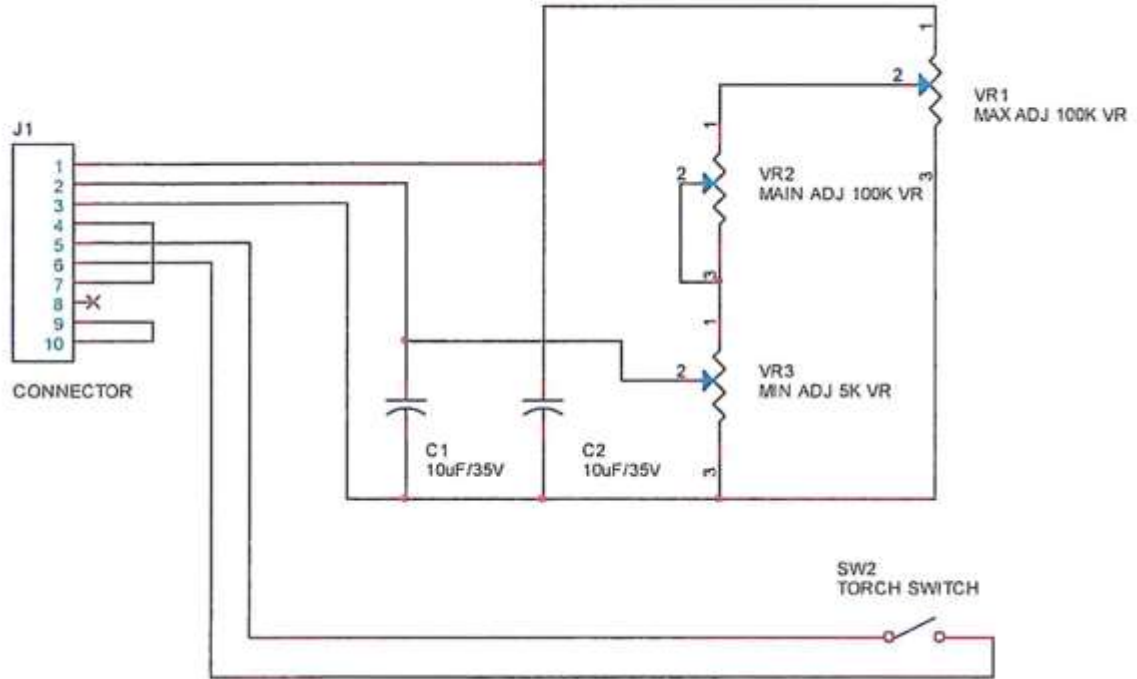 J1
1
2
3
4
5
6
7
8
9
10
CONNECTOR
C1
10uF/35V
C2
10uF/35V
1
2
3
VR1
MAX ADJ 100K VR
1
2
3
VR2
MAIN ADJ 100K VR
1
2
3
VR3
MIN ADJ 5K VR
SW2
TORCH SWITCH